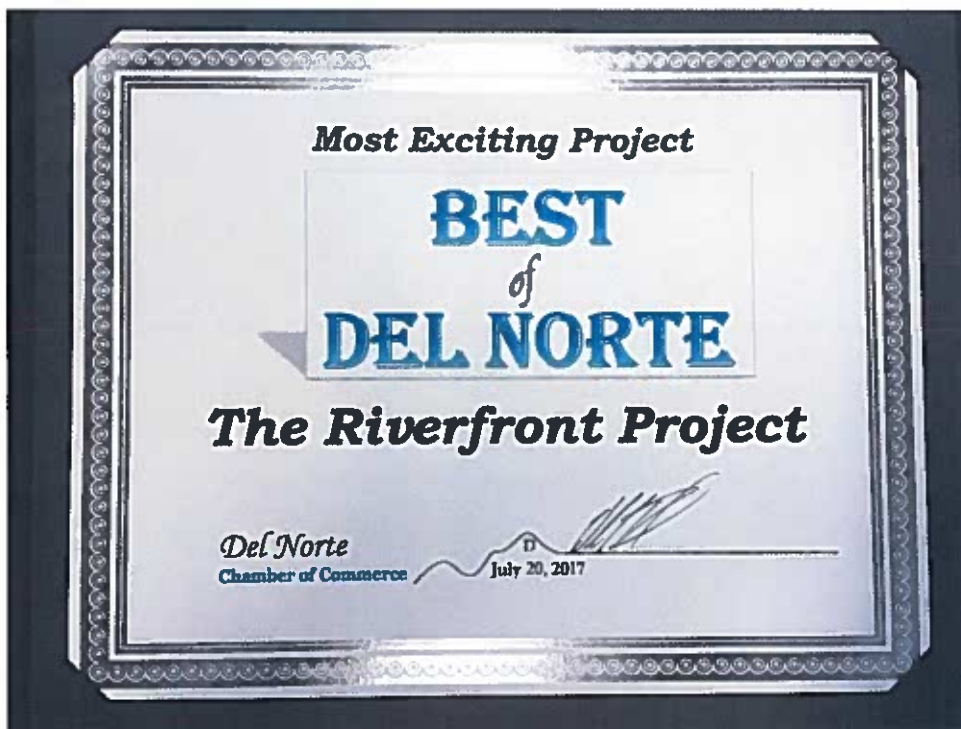 Most Exciting Project
BEST
of
DEL NORTE
The Riverfront Project
Del Norte
Chamber of Commerce
D
July 20, 2017